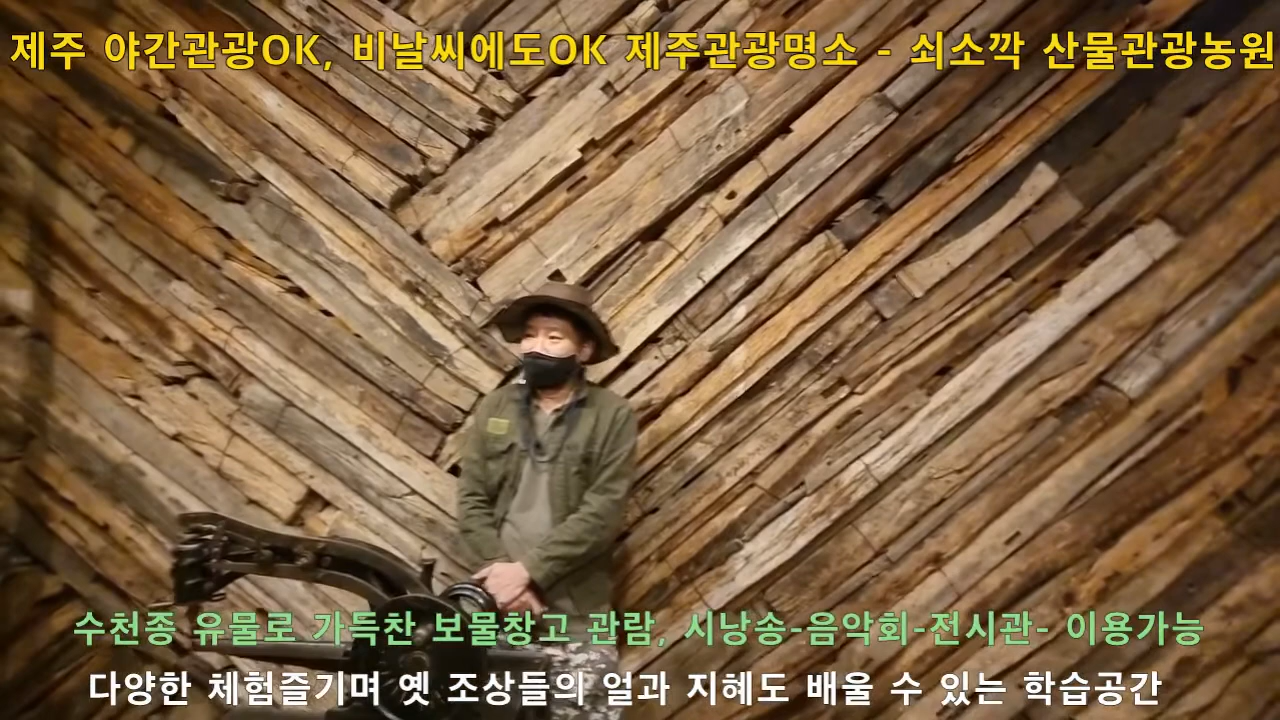 제주 야간관광OK, 비날씨에도OK 제주관광명소 - 쇠소깍 산물관광농원
수천종 유물로 가득찬 보물창고 관람, 시낭송-음악회-전시관- 이용가능
다양한 체험즐기며 옛 조상들의 얼과 지혜도 배울 수 있는 학습공간